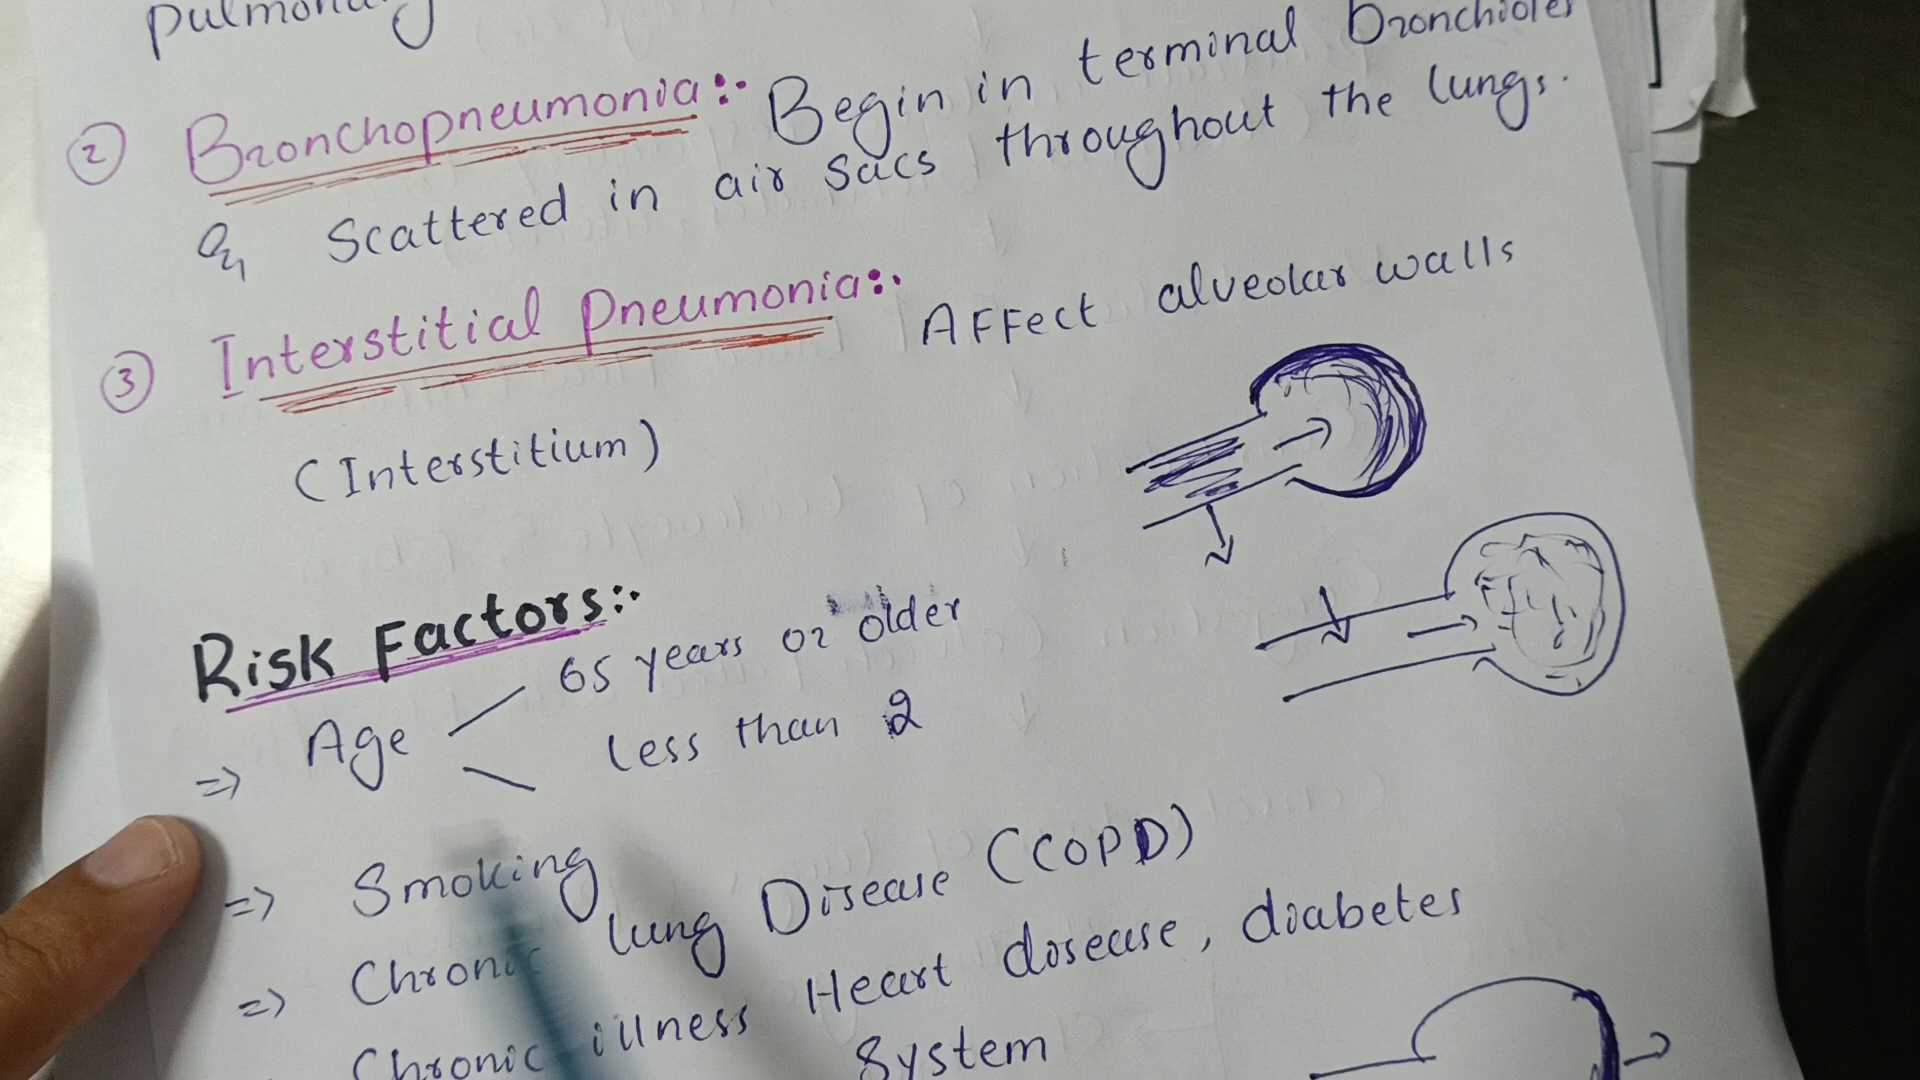 ② Bronchopneumonia:- Begin in terminal Bronchioles
& Scattered in air Sacs throughout the lungs.
③ Interstitial Pneumonia:- Affect alveolar walls
(Interstitium)
Risk Factors:-
=> Age 65 years or older
less than 2
=> Smoking
=> Chronic lung Disease (COPD)
Chronic illness Heart disease, diabetes
System